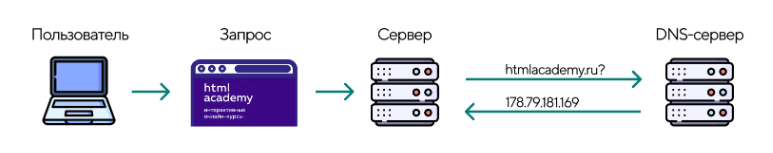 Пользователь
Запрос
Сервер
DNS-сервер
html
academy
интерактивные
онлайн-курсы
htmlacademy.ru?
178.79.181.169